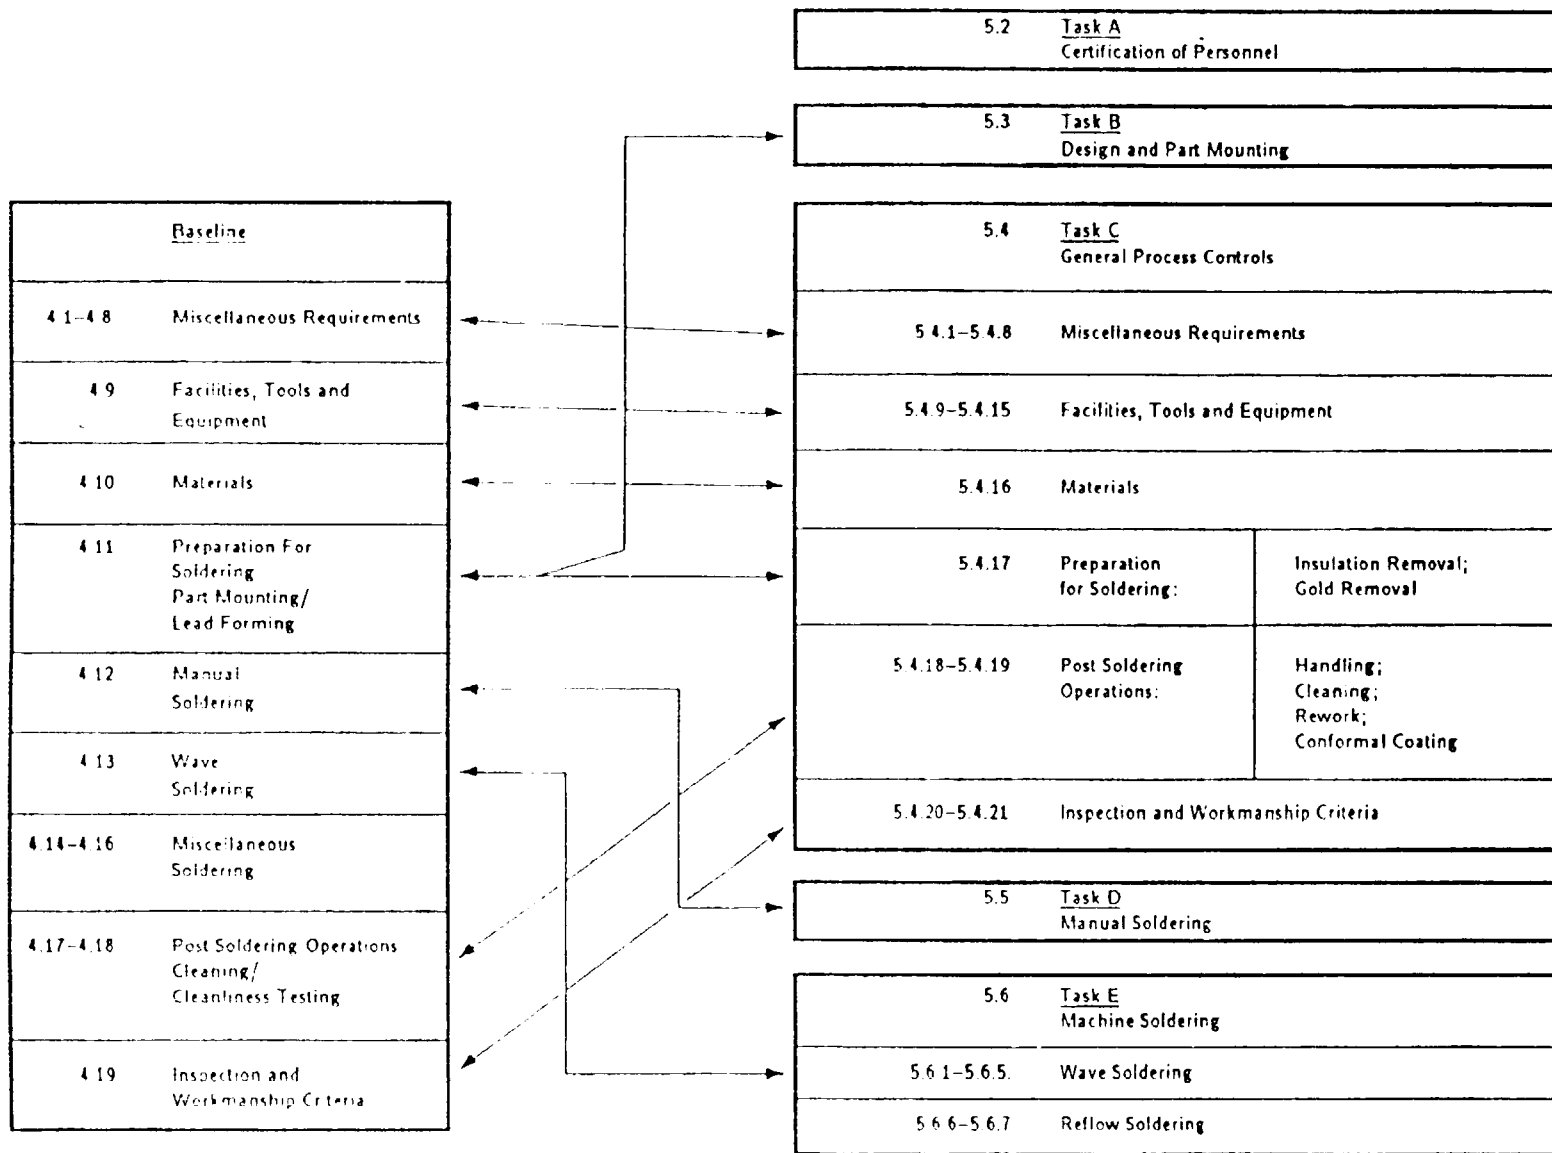 Baseline
4.1-4.8 Miscellaneous Requirements
4.9 Facilities, Tools and
Equipment
4.10 Materials
4.11 Preparation For
Soldering
Part Mounting/
Lead Forming
4.12 Manual
Soldering
4.13 Wave
Soldering
4.14-4.16 Miscellaneous
Soldering
4.17-4.18 Post Soldering Operations
Cleaning/
Cleanliness Testing
4.19 Inspection and
Workmanship Criteria
5.2 Task A
Certification of Personnel
5.3 Task B
Design and Part Mounting
5.4 Task C
General Process Controls
5.4.1-5.4.8 Miscellaneous Requirements
5.4.9-5.4.15 Facilities, Tools and Equipment
5.4.16 Materials
5.4.17 Preparation
for Soldering:
Insulation Removal;
Gold Removal
5.4.18-5.4.19 Post Soldering
Operations:
Handling;
Cleaning;
Rework;
Conformal Coating
5.4.20-5.4.21 Inspection and Workmanship Criteria
5.5 Task D
Manual Soldering
5.6 Task E
Machine Soldering
5.6.1-5.6.5. Wave Soldering
5.6.6-5.6.7 Reflow Soldering